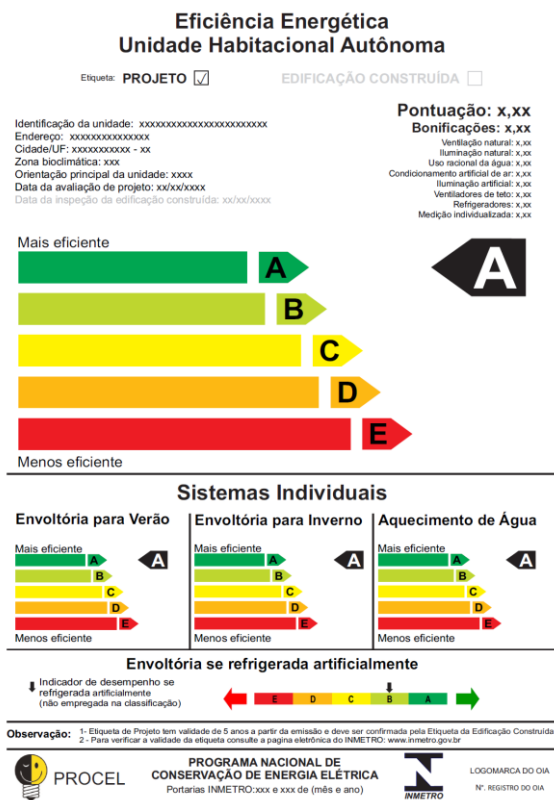 Eficiência Energética
Unidade Habitacional Autônoma
Etiqueta: PROJETO EDIFICAÇÃO CONSTRUÍDA
Pontuação: x,xx
Bonificações: x,xx
Ventilação natural: x,xx
Iluminação natural: x,xx
Uso racional da água: x,xx
Condicionamento artificial de ar: x,xx
Iluminação artificial: x,xx
Ventiladores de teto: x,xx
Refrigeradores: x,xx
Medição individualizada: x,xx
Identificação da unidade: xxxxxxxxxxxxxxxxxxxxxxxx
Endereço: xxxxxxxxxxxxxxx
Cidade/UF: xxxxxxxxxxx - xx
Zona bioclimática: xxx
Orientação principal da unidade: xxxx
Data da avaliação de projeto: xx/xx/xxxx
Data da inspeção da edificação construída: xx/xx/xxxx
Mais eficiente
A A
B
C
D
E
Menos eficiente
Sistemas Individuais
Envoltória para Verão
Mais eficiente
A A
B
C
D
E
Menos eficiente
Envoltória para Inverno
Mais eficiente
A A
B
C
D
E
Menos eficiente
Aquecimento de Água
Mais eficiente
A A
B
C
D
E
Menos eficiente
Envoltória se refrigerada artificialmente
Indicador de desempenho se
refrigerada artificialmente
(não empregada na classificação)
E D C B A
Observação: 1- Etiqueta de Projeto tem validade de 5 anos a partir da emissão e deve ser confirmada pela Etiqueta da Edificação Construída
2 - Para verificar a validade da etiqueta consulte a pagina eletrônica do INMETRO: www.inmetro.gov.br
PROCEL
PROGRAMA NACIONAL DE
CONSERVAÇÃO DE ENERGIA ELÉTRICA
Portarias INMETRO:xxx e xxx de (mês e ano)
INMETRO
LOGOMARCA DO OIA
N°. REGISTRO DO OIA